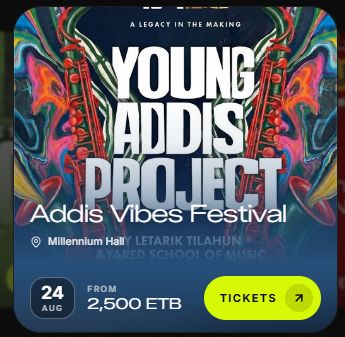 A LEGACY IN THE MAKING
YOUNG
ADDIS
PROJECT
Addis Vibes Festival
Millennium Hall
Y LETARIK TILAHUN
&YARED SCHOOL OF MUSIC
24
AUG
FROM
2,500 ETB
TICKETS